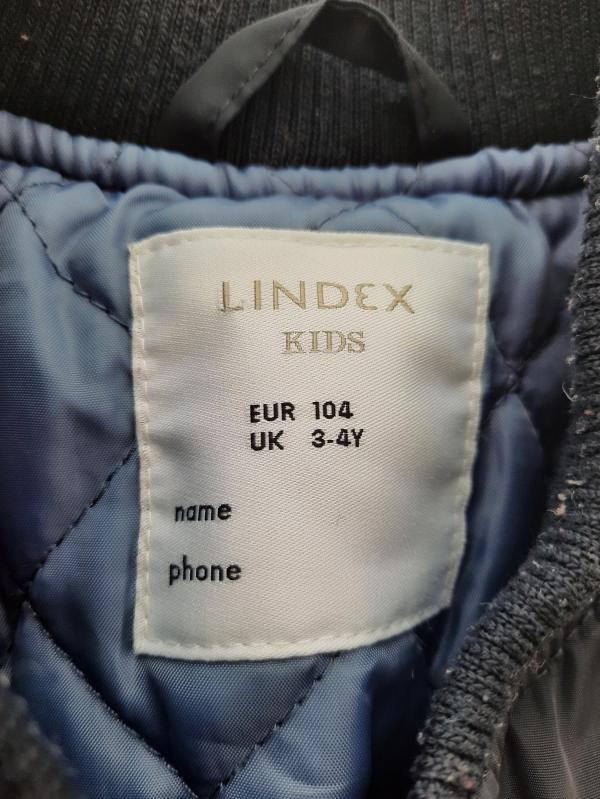 LINDEX
KIDS
EUR 104
UK 3-4Y
name
phone